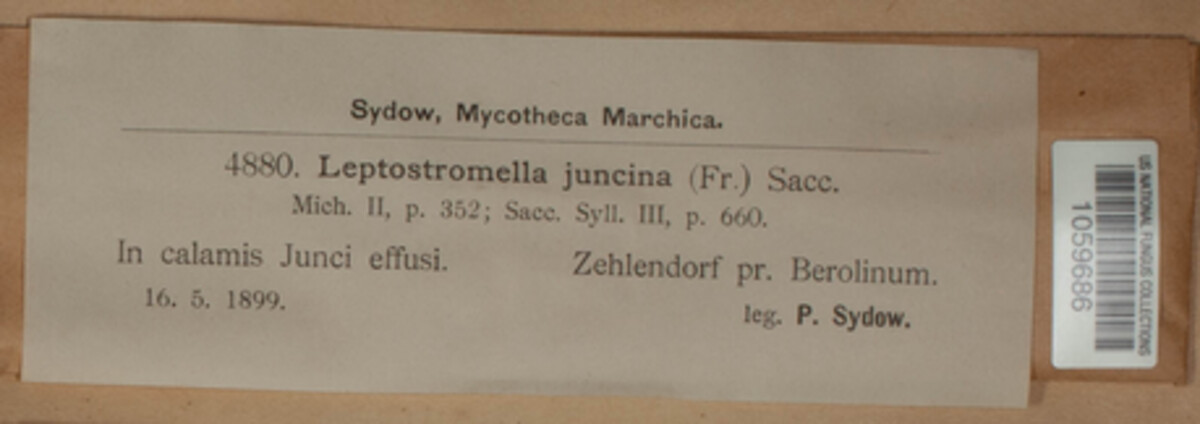 Sydow, Mycotheca Marchica.
4880. Leptostromella juncina (Fr.) Sacc.
Mich. II, p. 352; Sacc. Syll. III, p. 660.
In calamis Junci effusi. Zehlendorf pr. Berolinum.
16. 5. 1899. leg. P. Sydow.
US NATIONAL FUNGUS COLLECTIONS
1059686